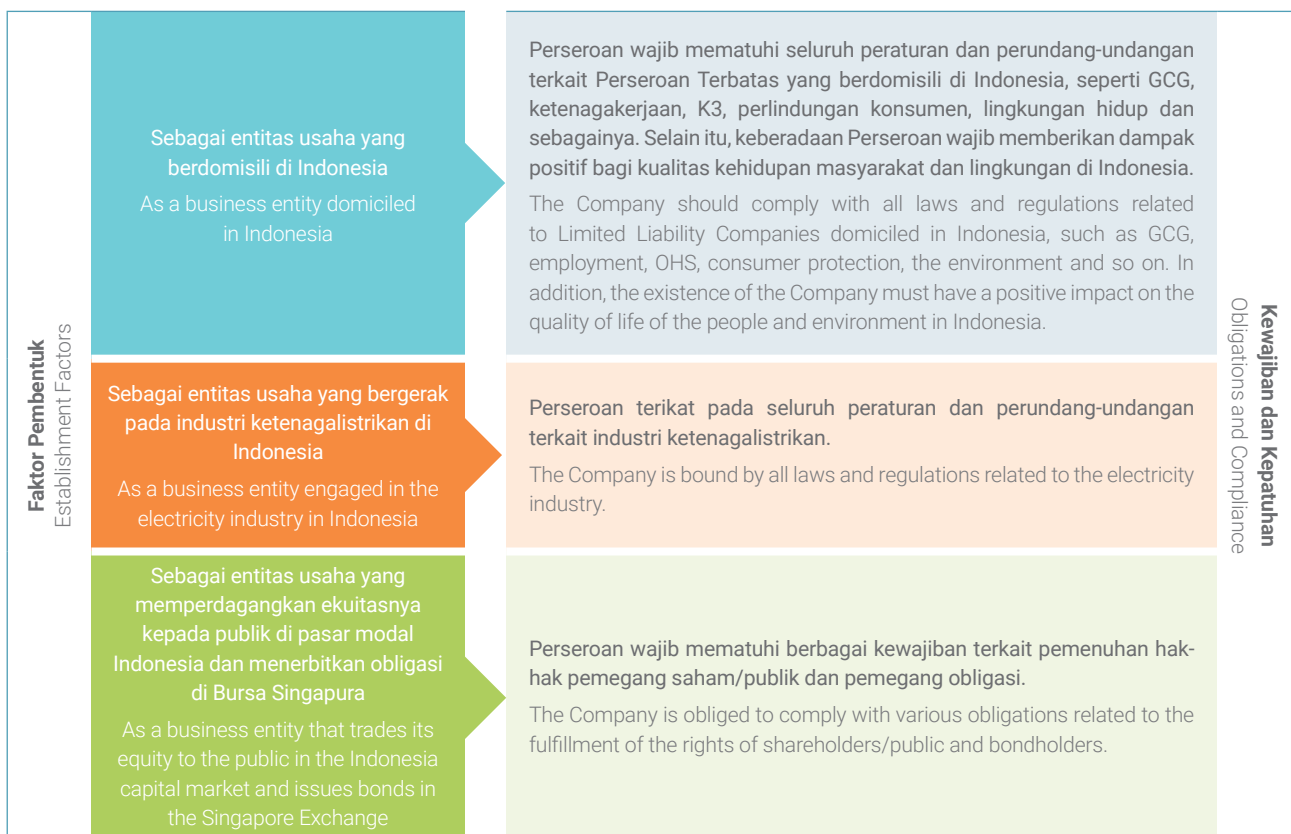 Faktor Pembentuk
Establishment Factors
Sebagai entitas usaha yang
berdomisili di Indonesia
As a business entity domiciled
in Indonesia
Perseroan wajib mematuhi seluruh peraturan dan perundang-undangan
terkait Perseroan Terbatas yang berdomisili di Indonesia, seperti GCG,
ketenagakerjaan, K3, perlindungan konsumen, lingkungan hidup dan
sebagainya. Selain itu, keberadaan Perseroan wajib memberikan dampak
positif bagi kualitas kehidupan masyarakat dan lingkungan di Indonesia.
The Company should comply with all laws and regulations related
to Limited Liability Companies domiciled in Indonesia, such as GCG,
employment, OHS, consumer protection, the environment and so on. In
addition, the existence of the Company must have a positive impact on the
quality of life of the people and environment in Indonesia.
Sebagai entitas usaha yang bergerak
pada industri ketenagalistrikan di
Indonesia
As a business entity engaged in the
electricity industry in Indonesia
Perseroan terikat pada seluruh peraturan dan perundang-undangan
terkait industri ketenagalistrikan.
The Company is bound by all laws and regulations related to the electricity
industry.
Sebagai entitas usaha yang
memperdagangkan ekuitasnya
kepada publik di pasar modal
Indonesia dan menerbitkan obligasi
di Bursa Singapura
As a business entity that trades its
equity to the public in the Indonesia
capital market and issues bonds in
the Singapore Exchange
Perseroan wajib mematuhi berbagai kewajiban terkait pemenuhan hak-
hak pemegang saham/publik dan pemegang obligasi.
The Company is obliged to comply with various obligations related to the
fulfillment of the rights of shareholders/public and bondholders.
Kewajiban dan Kepatuhan
Obligations and Compliance